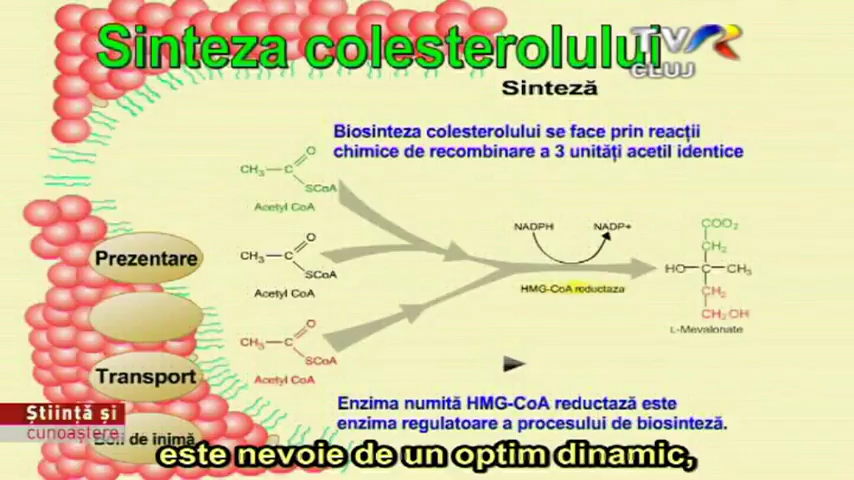 Sinteza colesterolului
TVR
CLUJ
Sinteză
Biosinteza colesterolului se face prin reacții
chimice de recombinare a 3 unități acetil identice
CH3—C
O
SCoA
Acetyl CoA
CH3—C
O
SCoA
Acetyl CoA
CH3—C
O
SCoA
Acetyl CoA
NADPH
NADP+
HMG-CoA reductaza
COO2
CH2
HO—C—CH3
CH2
CH2OH
L-Mevalonate
Prezentare
Transport
Boli de inimă
Știință și
cunoaștere
Enzima numită HMG-CoA reductază este
enzima regulatoare a procesului de biosinteză.
este nevoie de un optim dinamic,